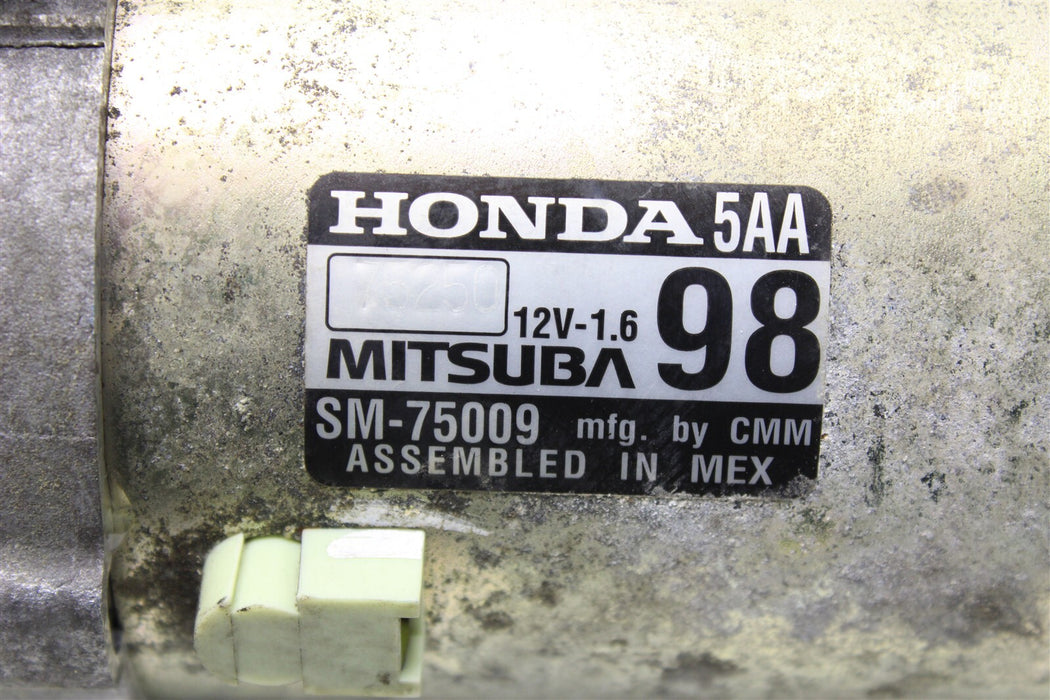 HONDA 5AA
12V-1.6 98
MITSUBA
SM-75009 mfg. by CMM
ASSEMBLED IN MEX